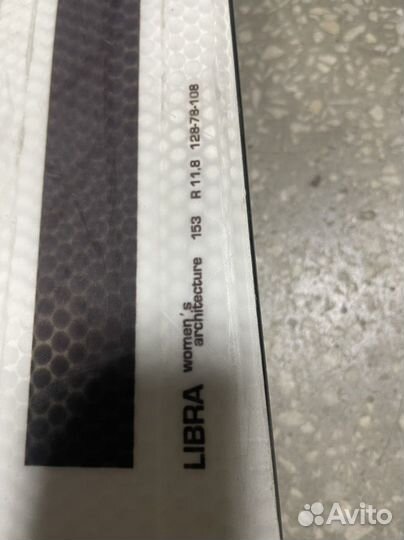 LIBRA women's
architecture 153 R 11,8 128-78-108
Avito